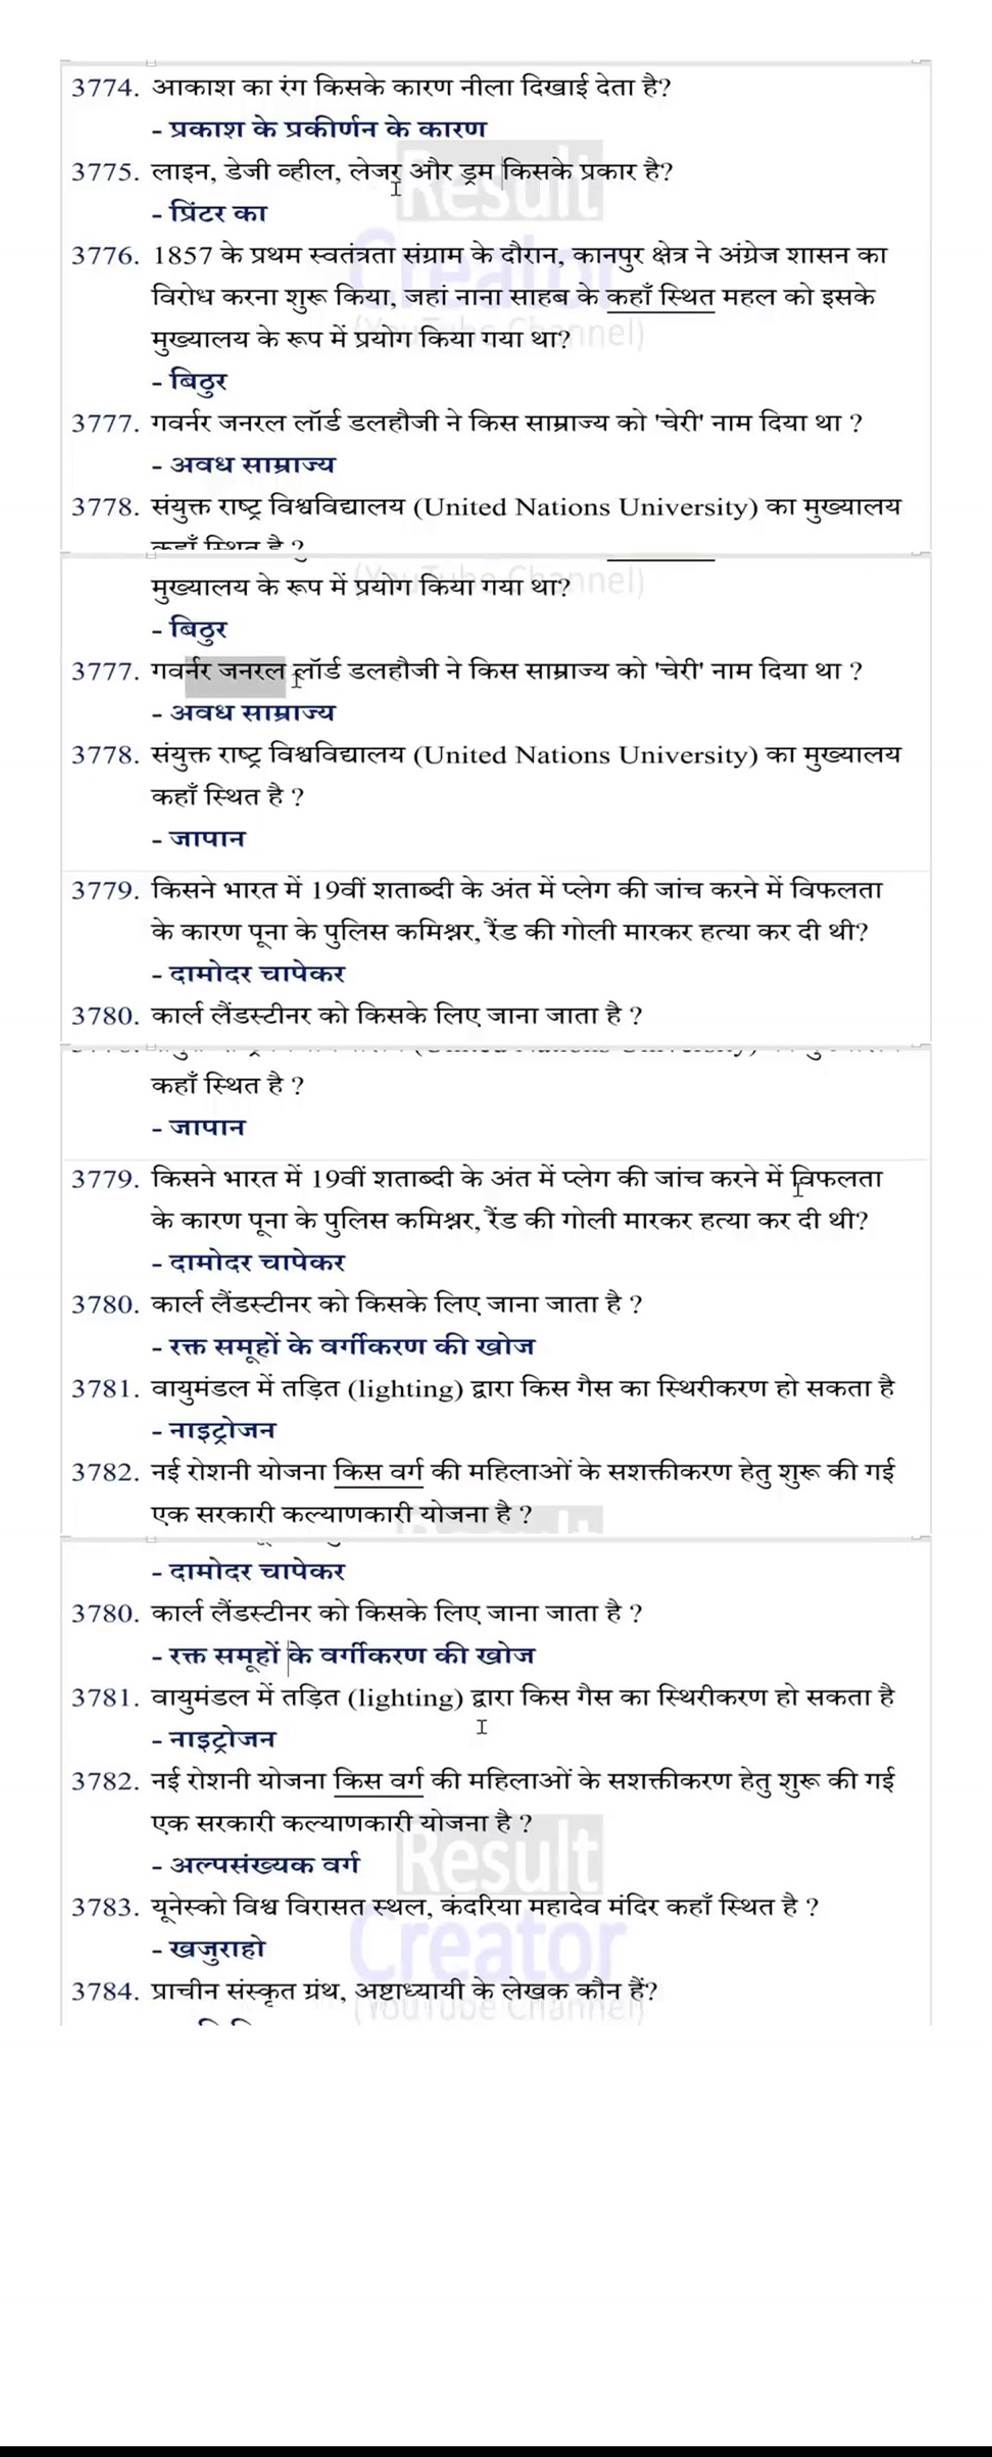 3774. आकाश का रंग किसके कारण नीला दिखाई देता है?
- प्रकाश के प्रकीर्णन के कारण
3775. लाइन, डेजी व्हील, लेजर और ड्रम किसके प्रकार है?
Result
- प्रिंटर का
Creator
3776. 1857 के प्रथम स्वतंत्रता संग्राम के दौरान, कानपुर क्षेत्र ने अंग्रेज शासन का
विरोध करना शुरू किया, जहां नाना साहब के कहाँ स्थित महल को इसके
(YouTube Channel)
मुख्यालय के रूप में प्रयोग किया गया था?
- बिठुर
3777. गवर्नर जनरल लॉर्ड डलहौजी ने किस साम्राज्य को 'चेरी' नाम दिया था ?
- अवध साम्राज्य
3778. संयुक्त राष्ट्र विश्वविद्यालय (United Nations University) का मुख्यालय
कहाँ स्थित है ?
(YouTube Channel)
मुख्यालय के रूप में प्रयोग किया गया था?
- बिठुर
3777. गवर्नर जनरल लॉर्ड डलहौजी ने किस साम्राज्य को 'चेरी' नाम दिया था ?
- अवध साम्राज्य
3778. संयुक्त राष्ट्र विश्वविद्यालय (United Nations University) का मुख्यालय
कहाँ स्थित है ?
- जापान
3779. किसने भारत में 19वीं शताब्दी के अंत में प्लेग की जांच करने में विफलता
के कारण पूना के पुलिस कमिश्नर, रैंड की गोली मारकर हत्या कर दी थी?
- दामोदर चापेकर
3780. कार्ल लैंडस्टीनर को किसके लिए जाना जाता है ?
कहाँ स्थित है ?
- जापान
3779. किसने भारत में 19वीं शताब्दी के अंत में प्लेग की जांच करने में विफलता
के कारण पूना के पुलिस कमिश्नर, रैंड की गोली मारकर हत्या कर दी थी?
- दामोदर चापेकर
3780. कार्ल लैंडस्टीनर को किसके लिए जाना जाता है ?
- रक्त समूहों के वर्गीकरण की खोज
3781. वायुमंडल में तड़ित (lighting) द्वारा किस गैस का स्थिरीकरण हो सकता है
- नाइट्रोजन
3782. नई रोशनी योजना किस वर्ग की महिलाओं के सशक्तीकरण हेतु शुरू की गई
एक सरकारी कल्याणकारी योजना है ?
- दामोदर चापेकर
3780. कार्ल लैंडस्टीनर को किसके लिए जाना जाता है ?
- रक्त समूहों के वर्गीकरण की खोज
3781. वायुमंडल में तड़ित (lighting) द्वारा किस गैस का स्थिरीकरण हो सकता है
- नाइट्रोजन
3782. नई रोशनी योजना किस वर्ग की महिलाओं के सशक्तीकरण हेतु शुरू की गई
एक सरकारी कल्याणकारी योजना है ?
Result
- अल्पसंख्यक वर्ग
3783. यूनेस्को विश्व विरासत स्थल, कंदरिया महादेव मंदिर कहाँ स्थित है ?
Creator
- खजुराहो
3784. प्राचीन संस्कृत ग्रंथ, अष्टाध्यायी के लेखक कौन हैं?
(YouTube Channel)